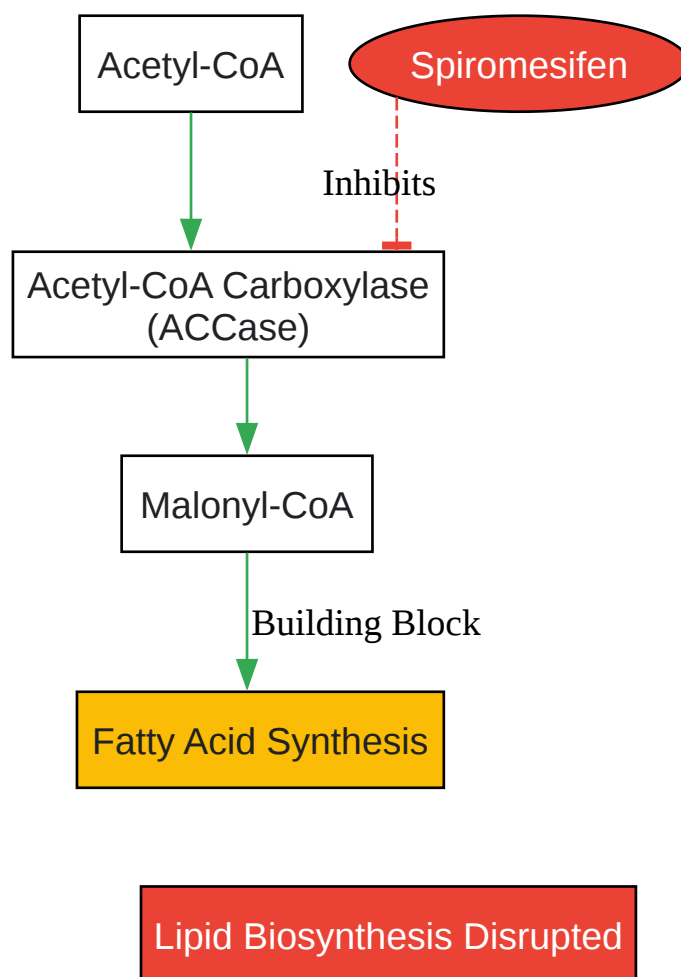 Acetyl-CoA
Spiromesifen
Inhibits
Acetyl-CoA Carboxylase
(ACCase)
Malonyl-CoA
Building Block
Fatty Acid Synthesis
Lipid Biosynthesis Disrupted